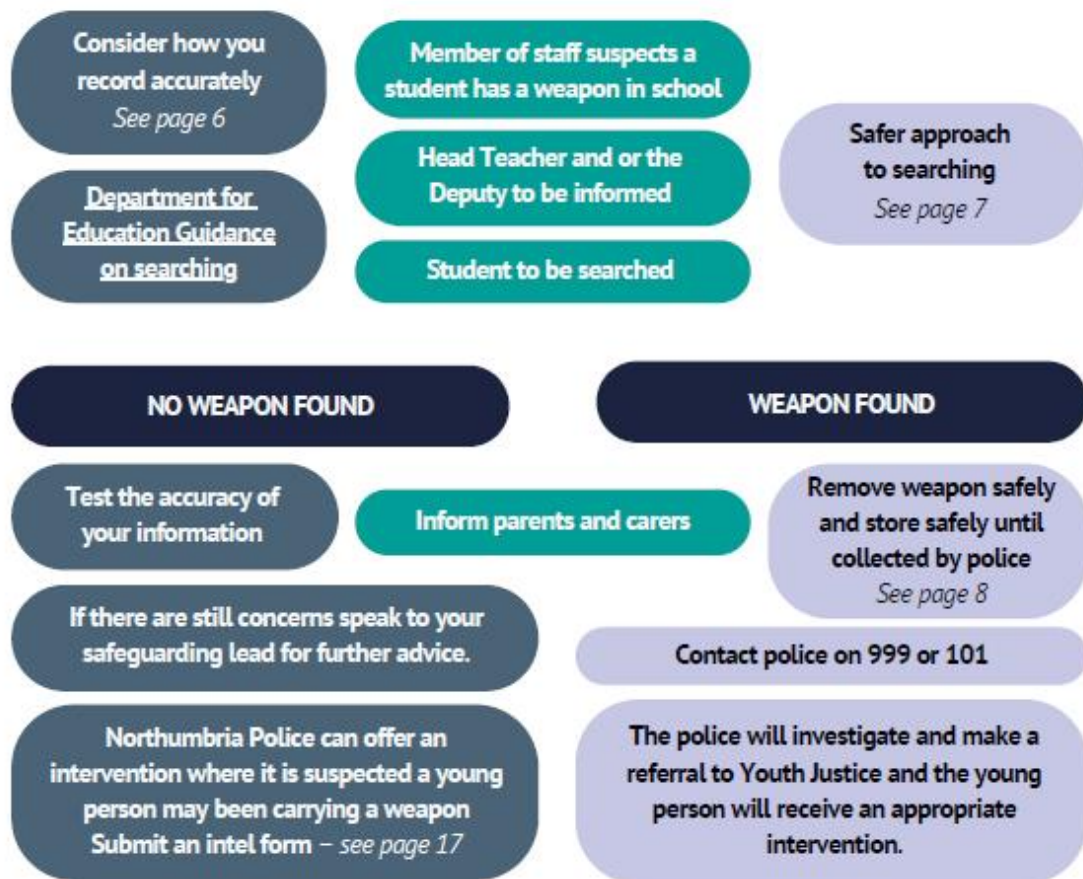 Consider how you
record accurately
See page 6
Member of staff suspects a
student has a weapon in school
Safer approach
to searching
See page 7
Head Teacher and or the
Deputy to be informed
Department for
Education Guidance
on searching
Student to be searched
NO WEAPON FOUND
WEAPON FOUND
Test the accuracy of
your information
Inform parents and carers
Remove weapon safely
and store safely until
collected by police
See page 8
If there are still concerns speak to your
safeguarding lead for further advice.
Contact police on 999 or 101
Northumbria Police can offer an
intervention where it is suspected a young
person may been carrying a weapon
Submit an intel form – see page 17
The police will investigate and make a
referral to Youth Justice and the young
person will receive an appropriate
intervention.